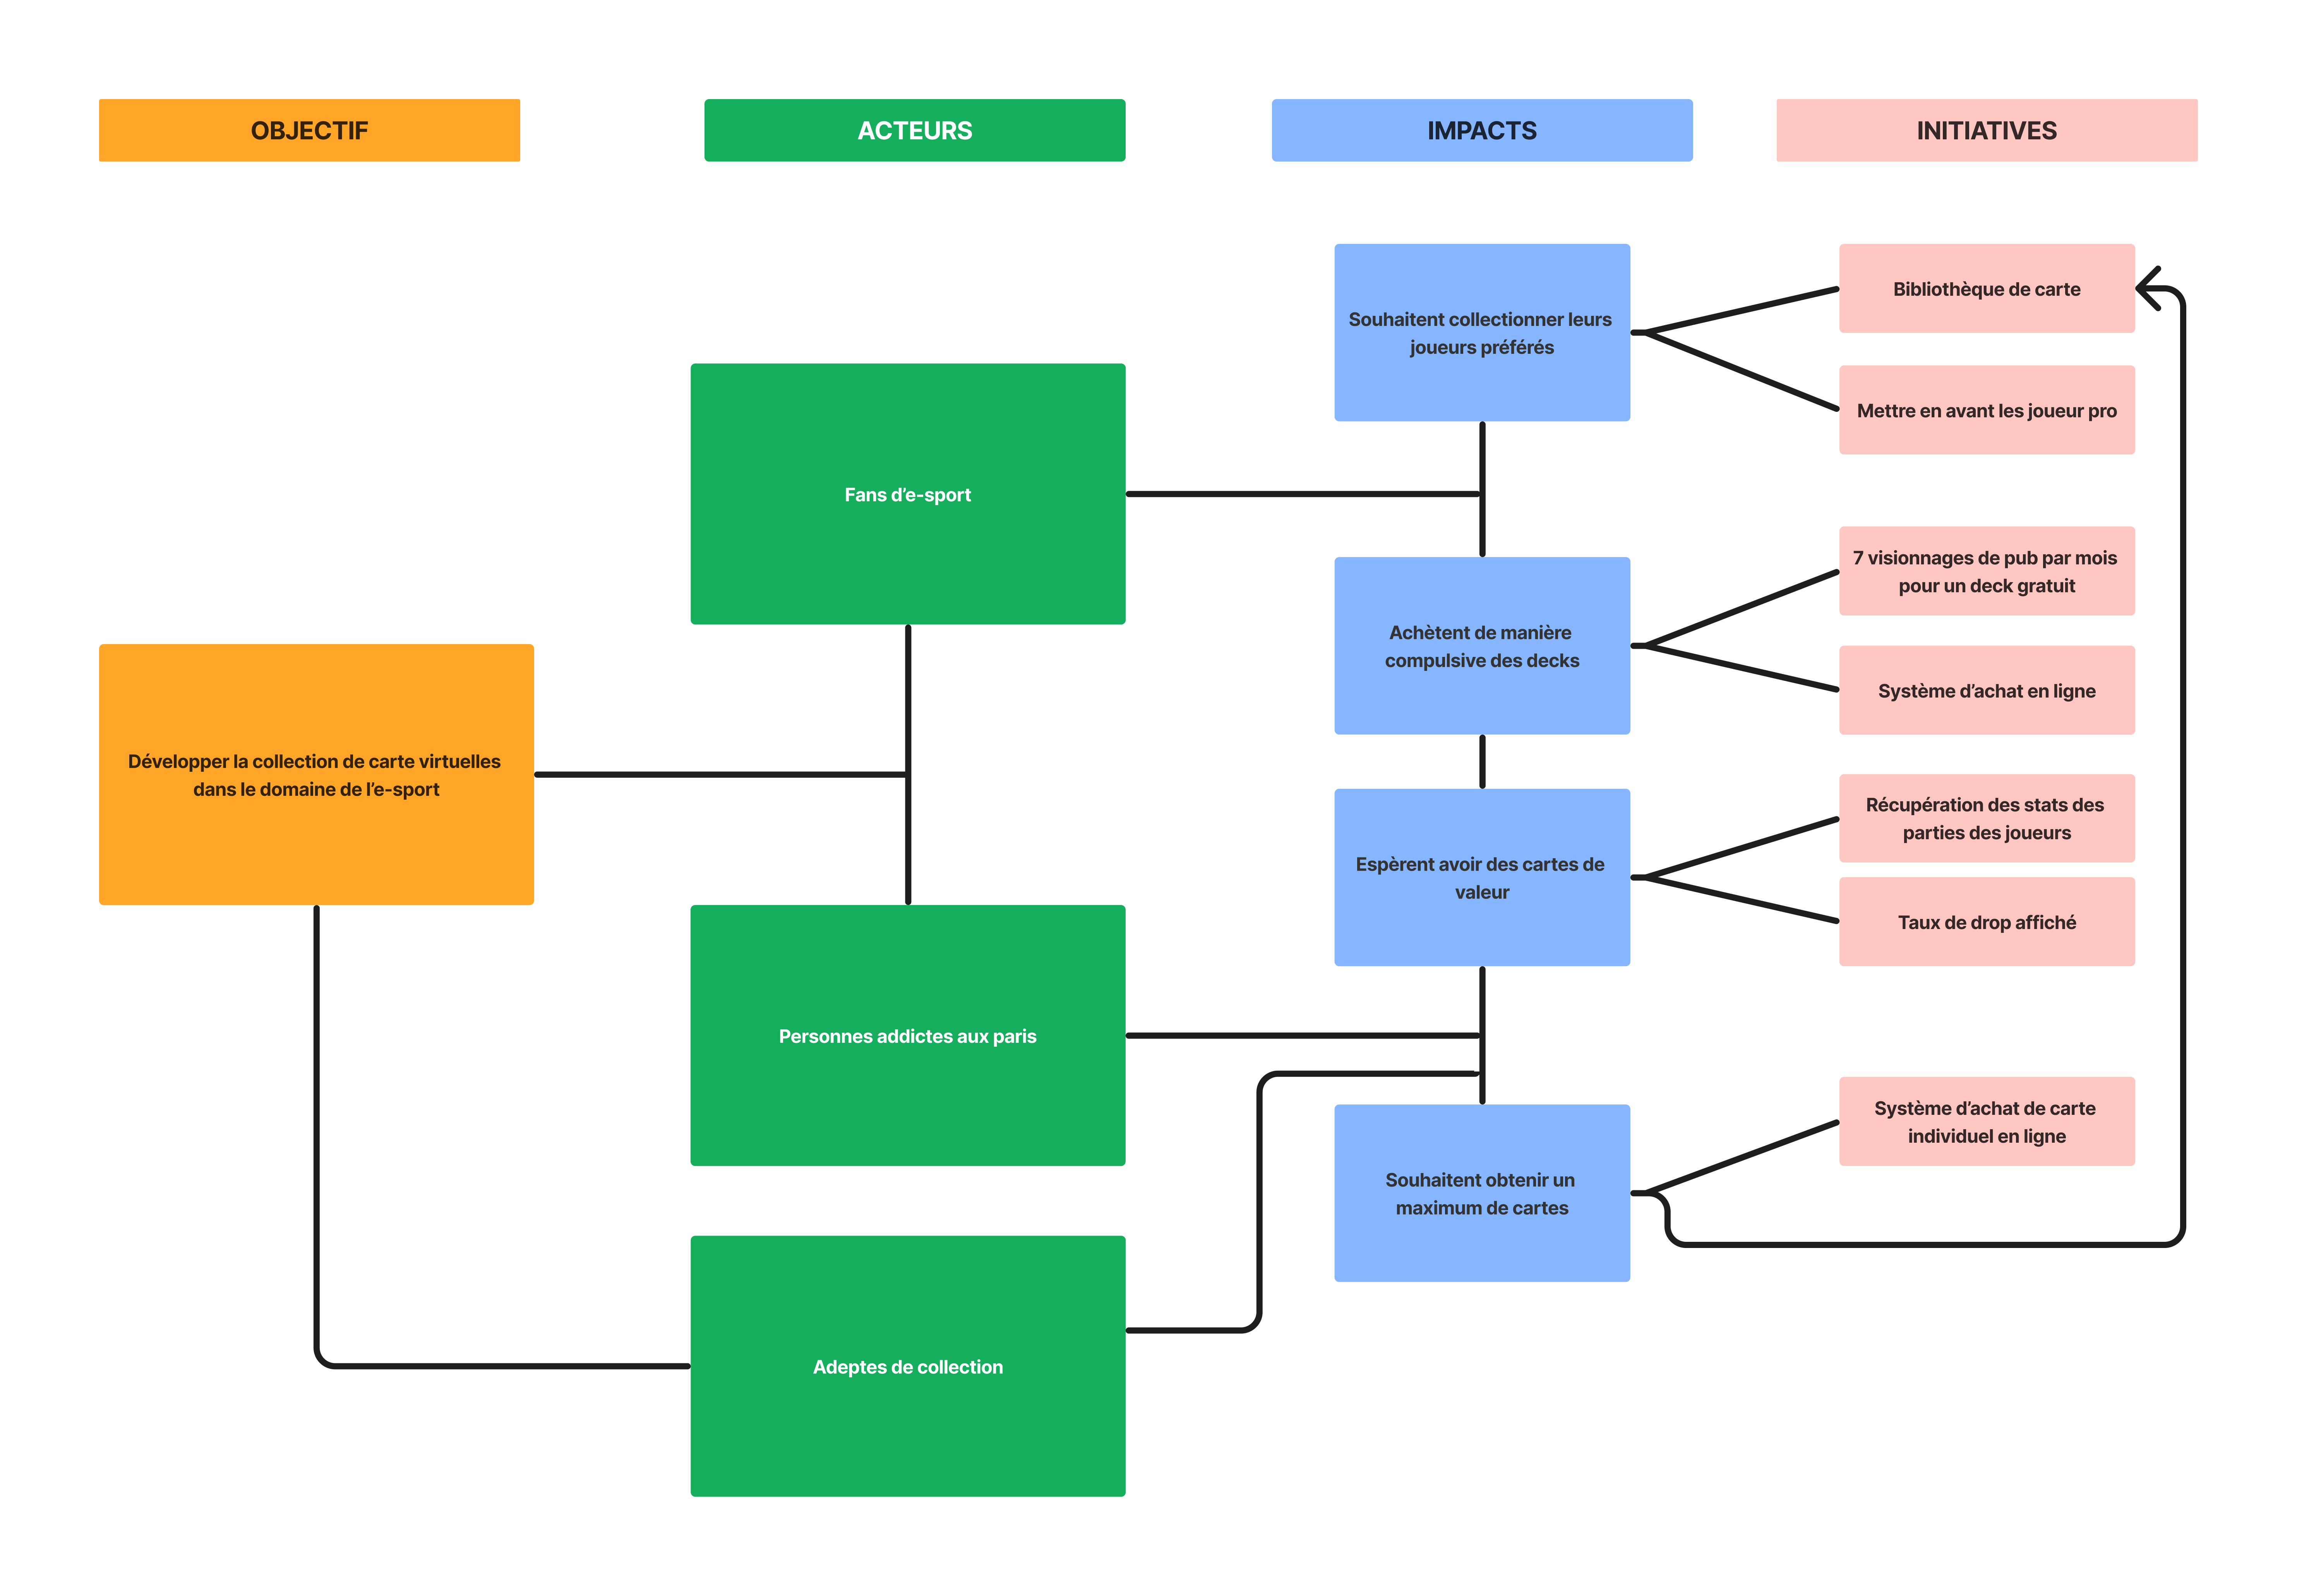 OBJECTIF
ACTEURS
IMPACTS
INITIATIVES
Développer la collection de carte virtuelles
dans le domaine de l’e-sport
Fans d’e-sport
Personnes addictes aux paris
Adeptes de collection
Souhaitent collectionner leurs
joueurs préférés
Achètent de manière
compulsive des decks
Espèrent avoir des cartes de
valeur
Souhaitent obtenir un
maximum de cartes
Bibliothèque de carte
Mettre en avant les joueur pro
7 visionnages de pub par mois
pour un deck gratuit
Système d’achat en ligne
Récupération des stats des
parties des joueurs
Taux de drop affiché
Système d’achat de carte
individuel en ligne